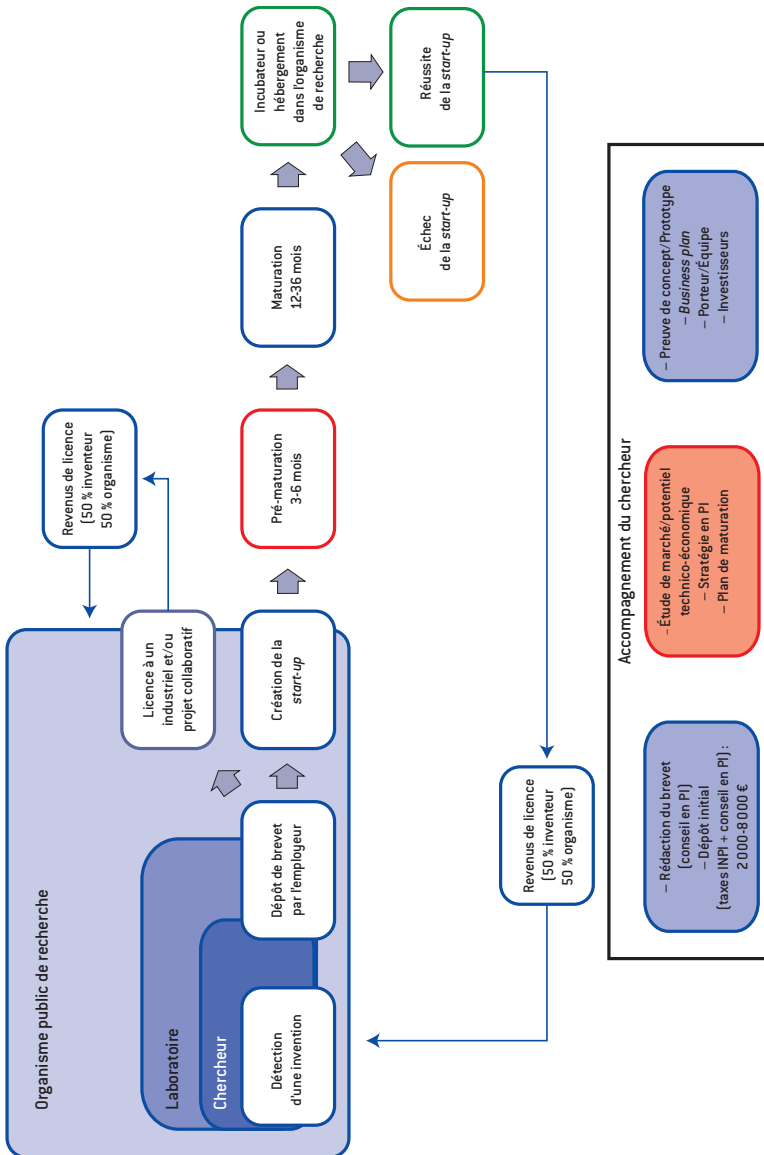 Organisme public de recherche
Laboratoire
Chercheur
Détection
d'une invention
Dépôt de brevet
par l'employeur
Licence à un
industriel et/ou
projet collaboratif
Revenus de licence
(50 % inventeur
50 % organisme)
Création de la
start-up
Pré-maturation
3-6 mois
Maturation
12-36 mois
Incubateur ou
hébergement
dans l'organisme
de recherche
Échec
de la start-up
Réussite
de la start-up
Revenus de licence
(50 % inventeur
50 % organisme)
Accompagnement du chercheur
– Rédaction du brevet
(conseil en PI)
– Dépôt initial
(taxes INPI + conseil en PI) :
2 000-8 000 €
- Étude de marché/potentiel
technico-économique
– Stratégie en PI
– Plan de maturation
– Preuve de concept/Prototype
– Business plan
– Porteur/Équipe
– Investisseurs